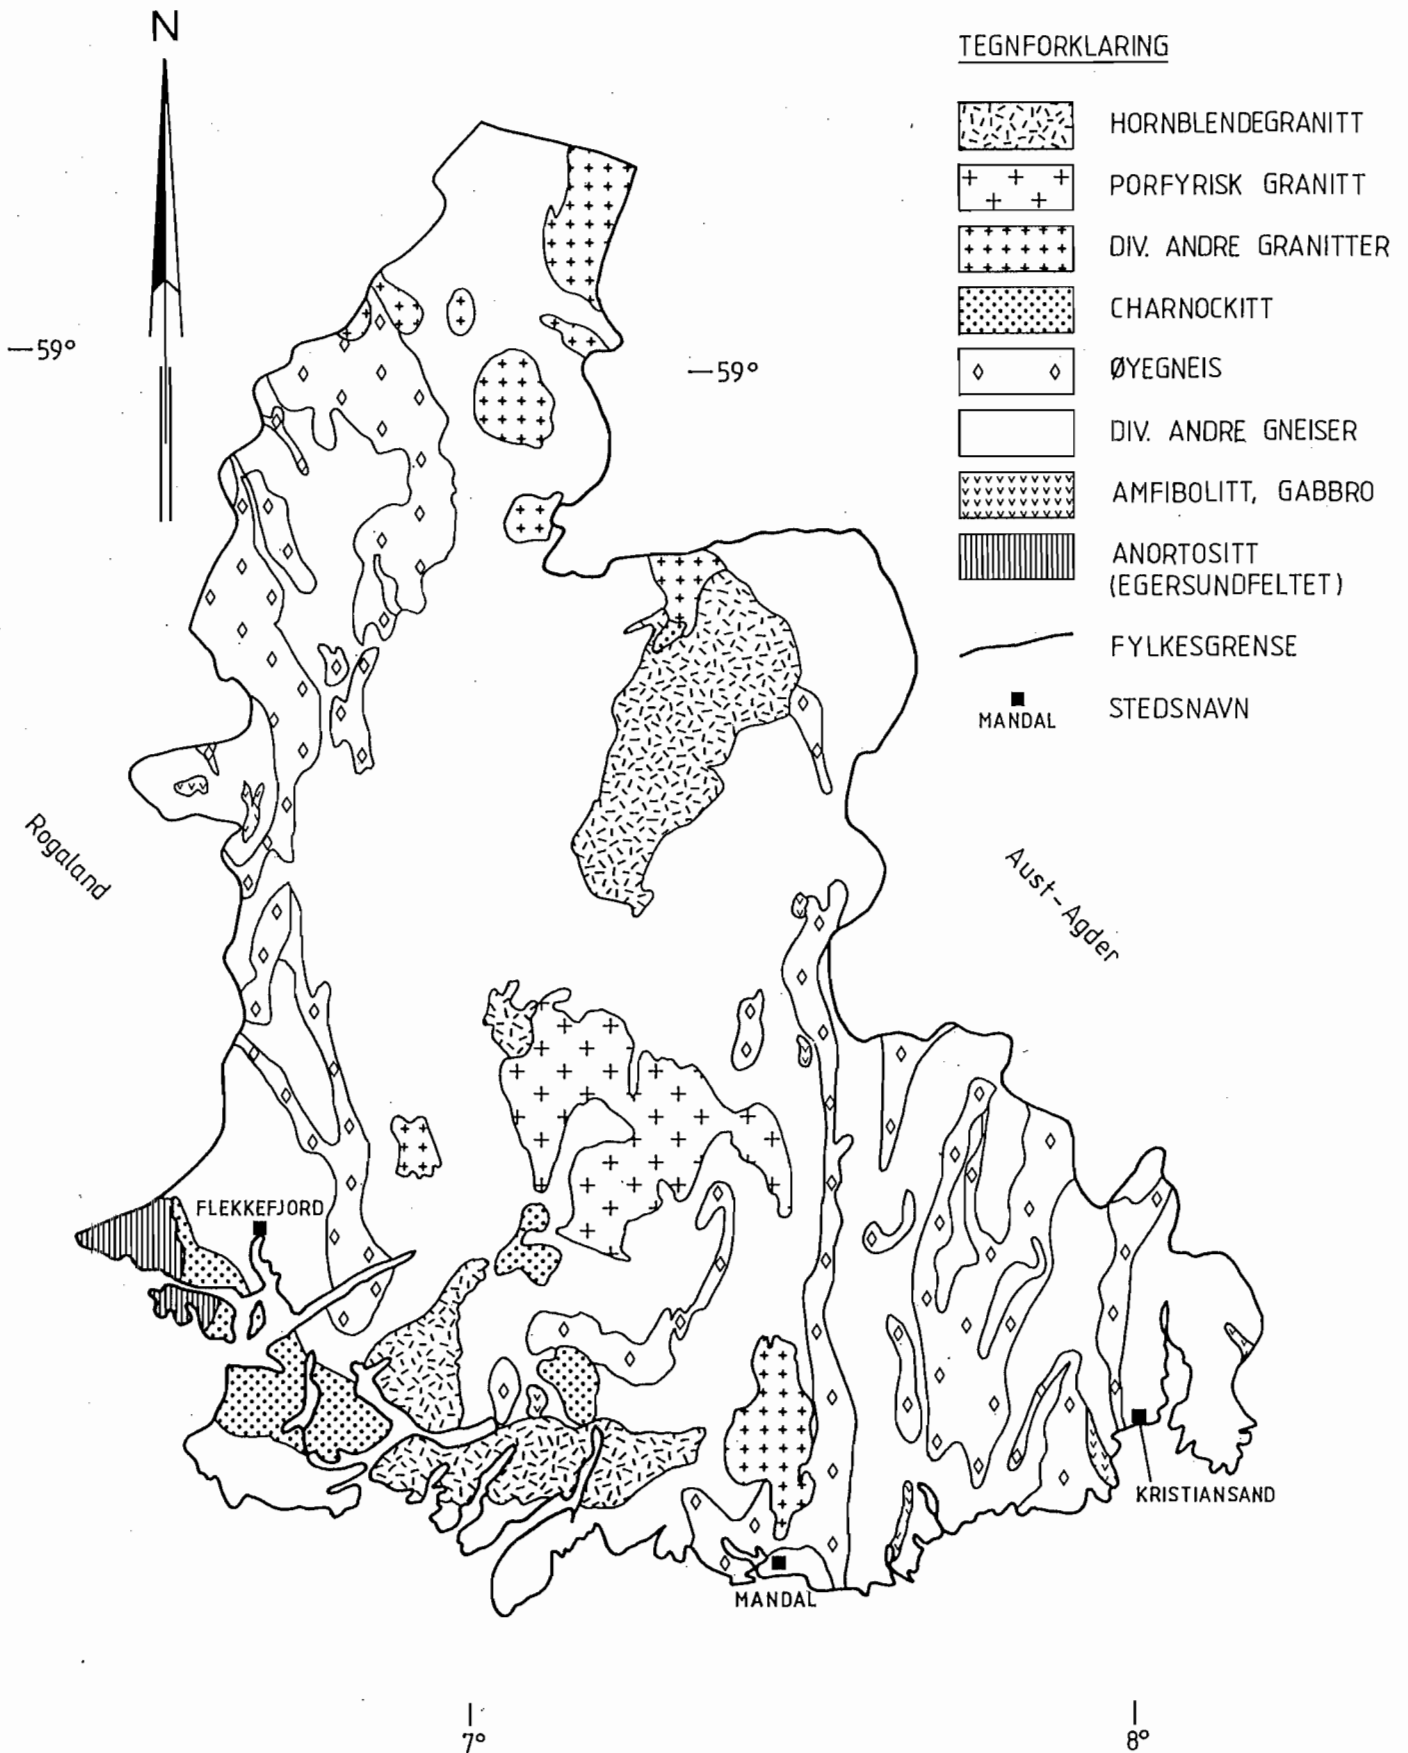 N
TEGNFORKLARING
HORNBLENDEGRANITT
PORFYRISK GRANITT
DIV. ANDRE GRANITTER
CHARNOCKITT
ØYEGNEIS
DIV. ANDRE GNEISER
AMFIBOLITT, GABBRO
ANORTOSITT
(EGERSUNDFELTET)
FYLKESGRENSE
MANDAL
STEDSNAVN
59°
59°
Rogaland
Aust-Agder
FLEKKEFJORD
KRISTIANSAND
MANDAL
7°
8°